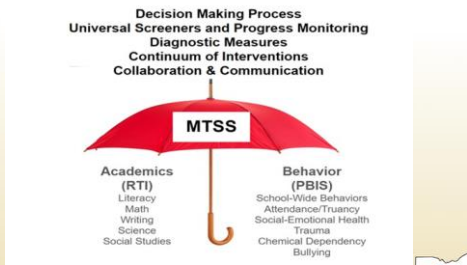 Decision Making Process
Universal Screeners and Progress Monitoring
Diagnostic Measures
Continuum of Interventions
Collaboration & Communication
MTSS
Academics
(RTI)
Literacy
Math
Writing
Science
Social Studies
Behavior
(PBIS)
School-Wide Behaviors
Attendance/Truancy
Social-Emotional Health
Trauma
Chemical Dependency
Bullying